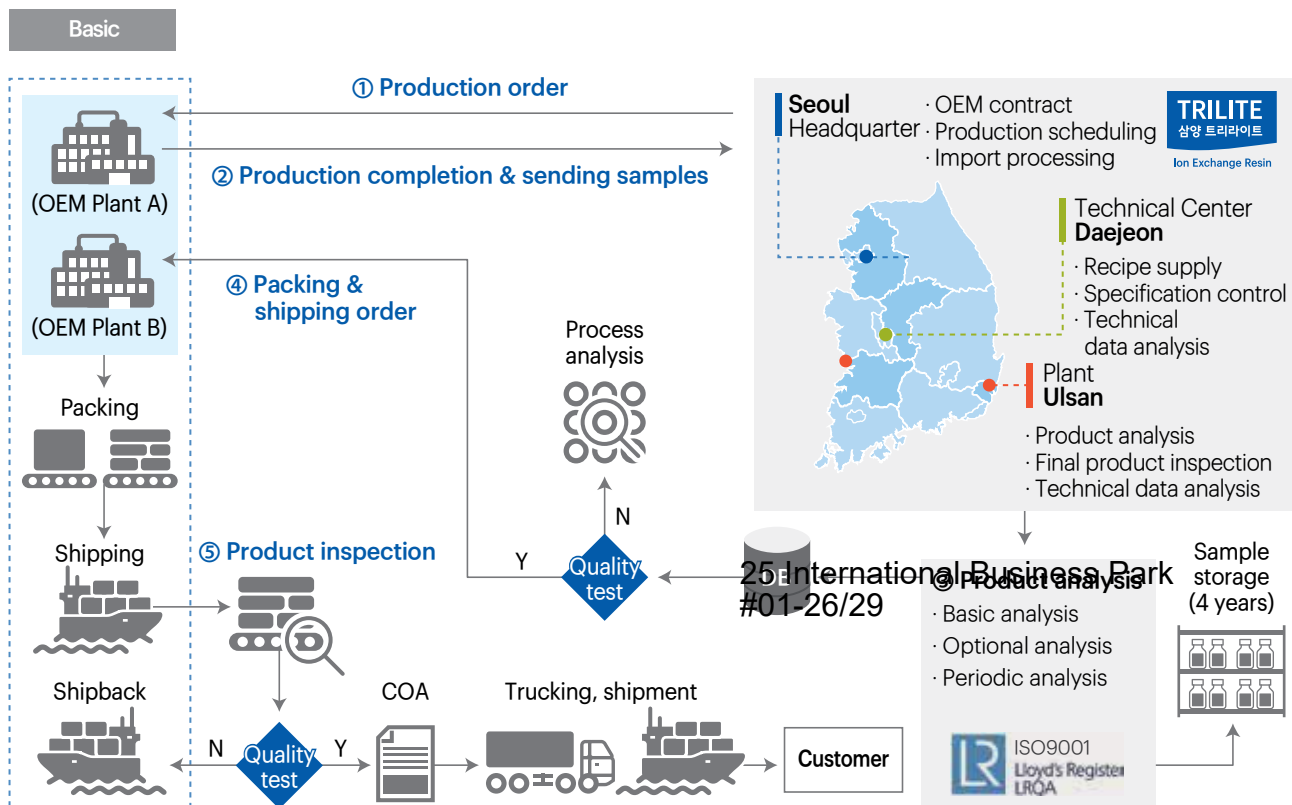 Basic
① Production order
② Production completion & sending samples
(OEM Plant A)
(OEM Plant B)
④ Packing &
shipping order
Seoul
Headquarter
· OEM contract
· Production scheduling
· Import processing
TRILITE
삼양 트리라이트
Ion Exchange Resin
Technical Center
Daejeon
· Recipe supply
· Specification control
· Technical
data analysis
Plant
Ulsan
· Product analysis
· Final product inspection
· Technical data analysis
Process
analysis
Packing
N
Y
Quality
test
Shipping
⑤ Product inspection
DB
25 International Business Park
#01-26/29
③ Product analysis
· Basic analysis
· Optional analysis
· Periodic analysis
Sample
storage
(4 years)
Shipback
N
Quality
test
Y
COA
Trucking, shipment
Customer
LR
ISO9001
Lloyd's Register
LRQA